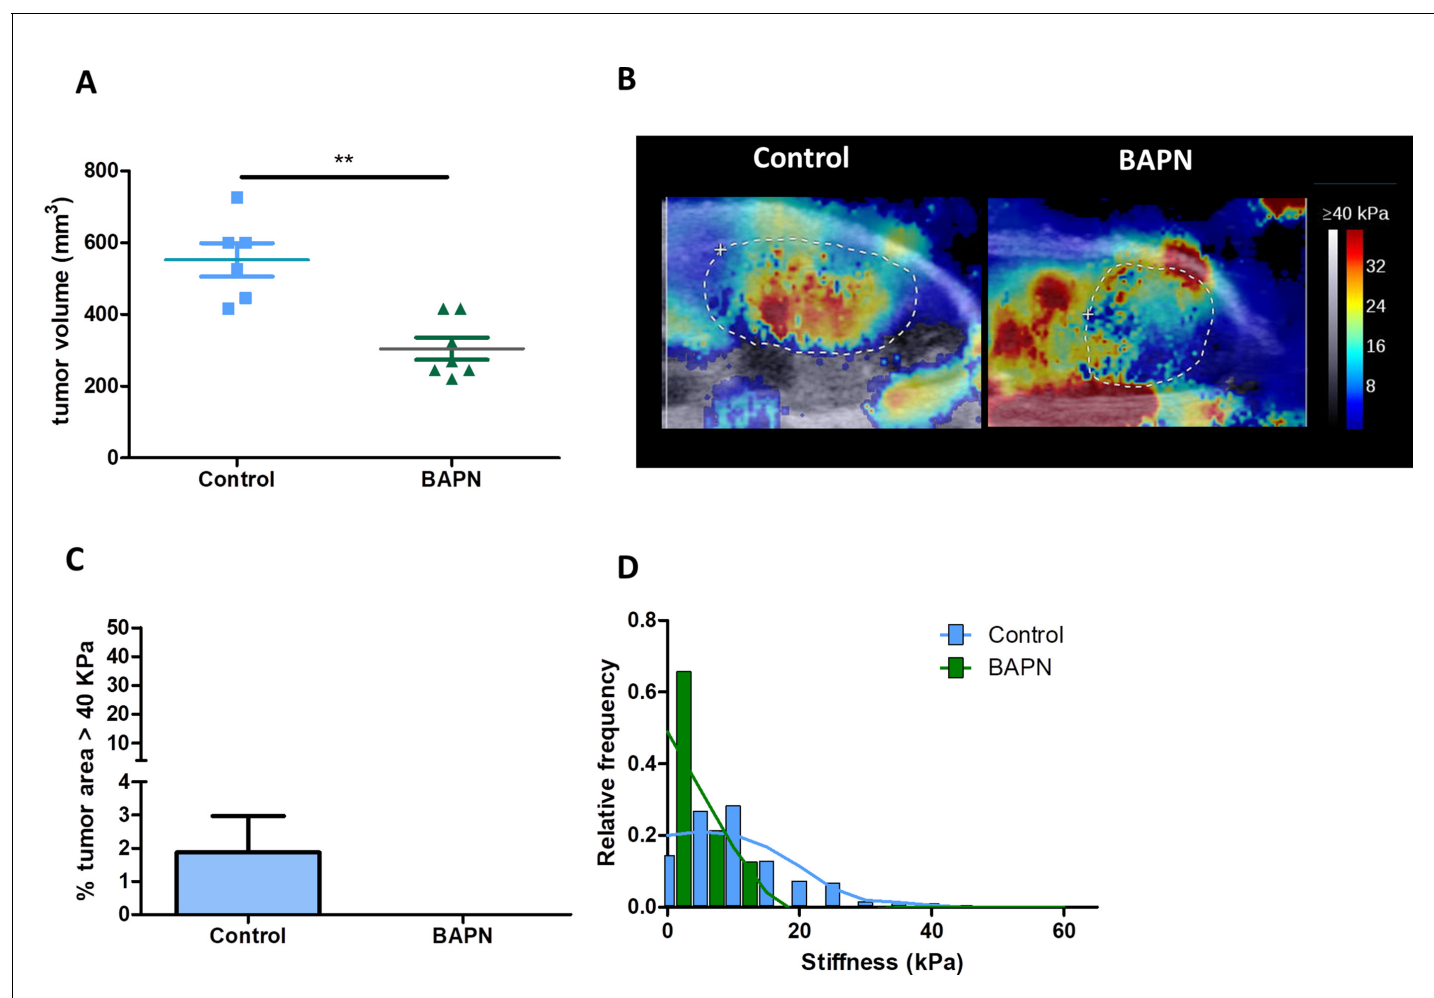 A
tumor volume (mm3)
800
600
400
200
0
**
Control
BAPN
B
Control
BAPN
≥40 kPa
32
24
16
8
C
% tumor area > 40 KPa
50
40
30
20
10
4
3
2
1
0
Control
BAPN
D
Relative frequency
0.8
0.6
0.4
0.2
0.0
0
20
40
60
Stiffness (kPa)
Control
BAPN